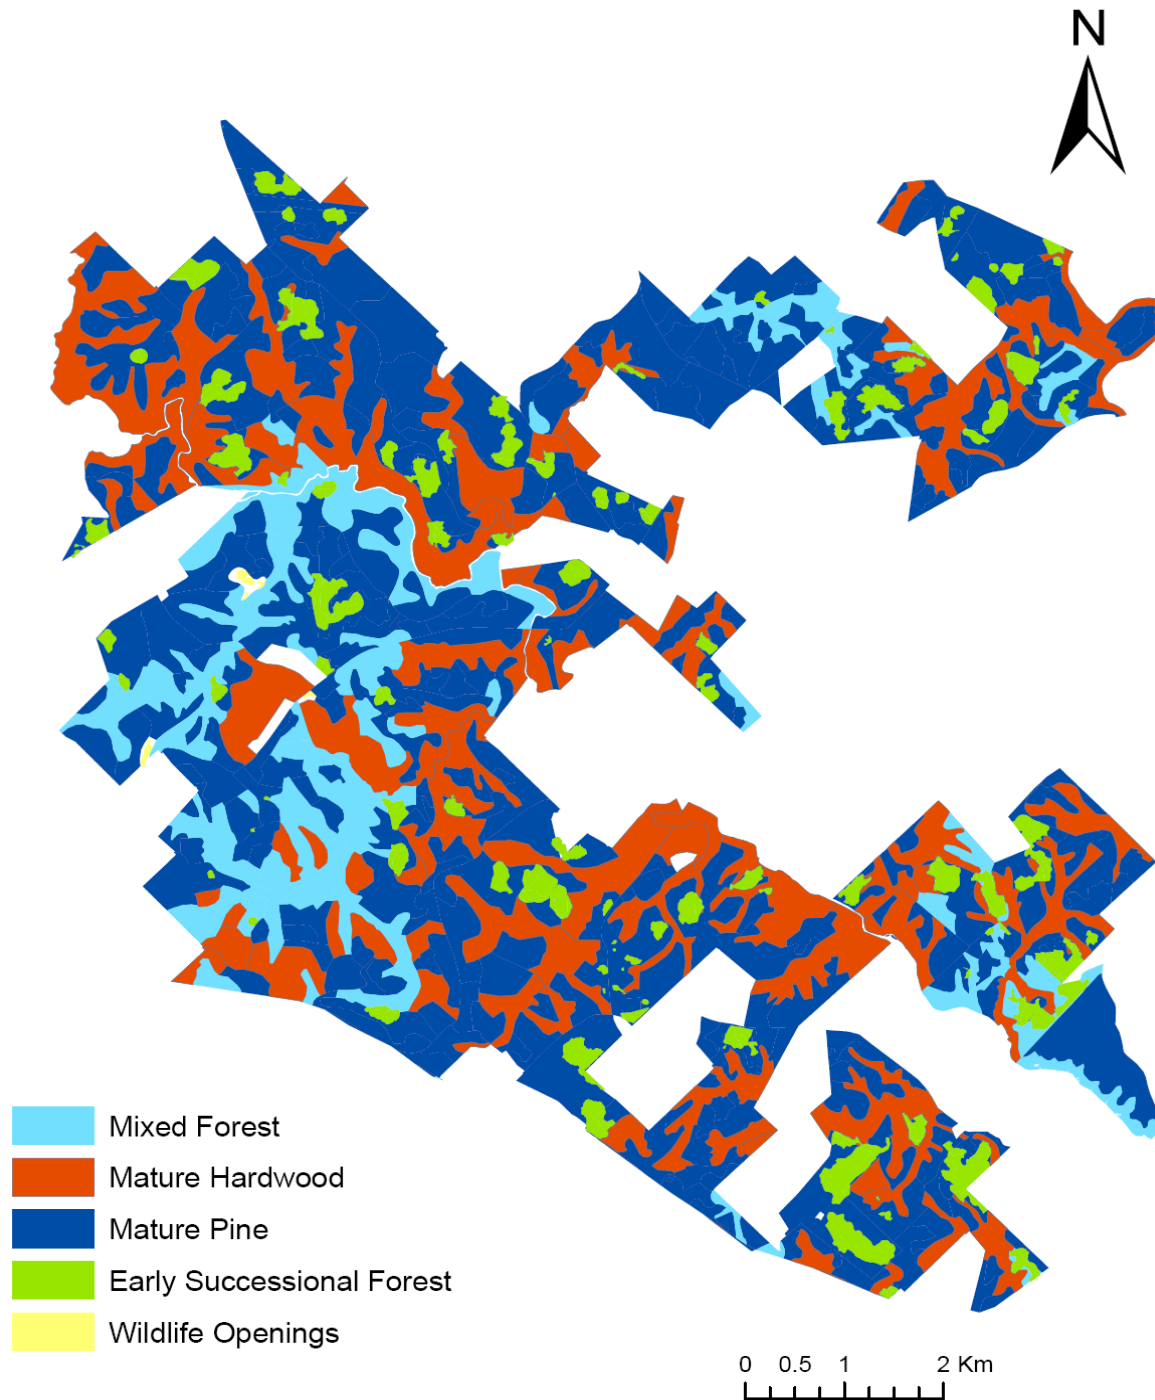 N
Mixed Forest
Mature Hardwood
Mature Pine
Early Successional Forest
Wildlife Openings
0 0.5 1 2 Km